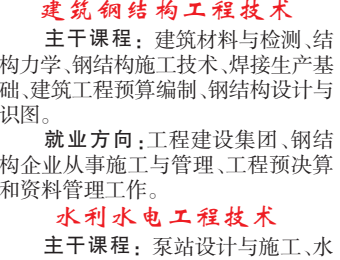 建筑钢结构工程技术
主干课程：建筑材料与检测、结
构力学、钢结构施工技术、焊接生产基
础、建筑工程预算编制、钢结构设计与
识图。
就业方向：工程建设集团、钢结
构企业从事施工与管理、工程预决算
和资料管理工作。
水利水电工程技术
主干课程：泵站设计与施工、水